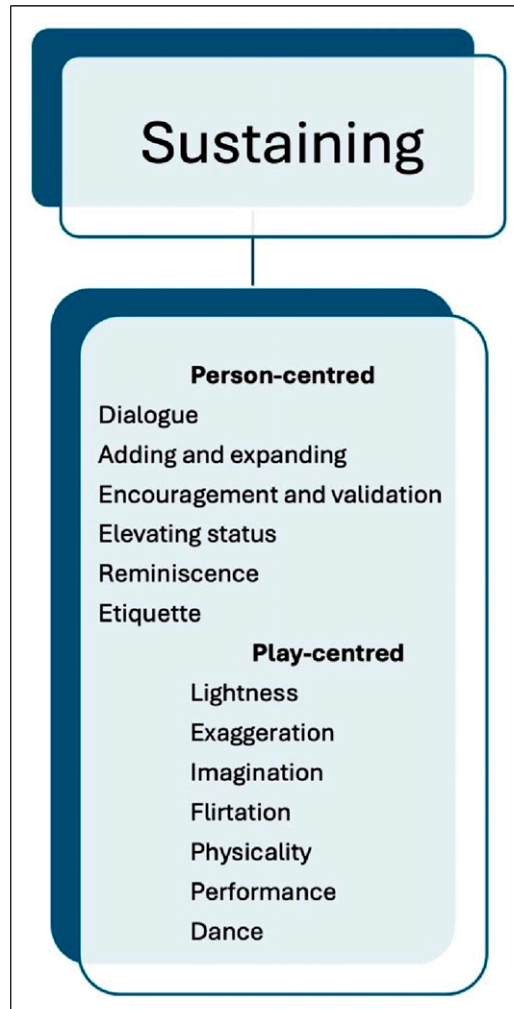 Sustaining
Person-centred
Dialogue
Adding and expanding
Encouragement and validation
Elevating status
Reminiscence
Etiquette
Play-centred
Lightness
Exaggeration
Imagination
Flirtation
Physicality
Performance
Dance